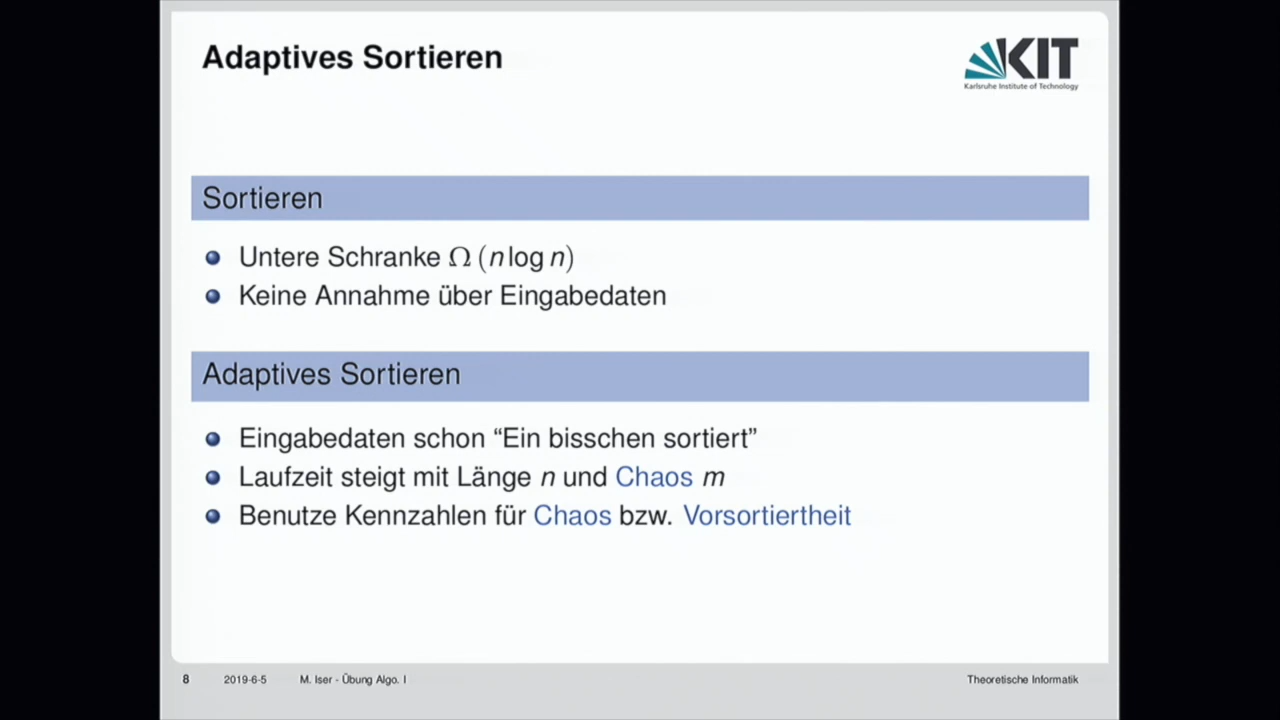 Adaptives Sortieren
KIT
Karlsruhe Institute of Technology
Sortieren
Untere Schranke Ω (n log n)
Keine Annahme über Eingabedaten
Adaptives Sortieren
Eingabedaten schon “Ein bisschen sortiert”
Laufzeit steigt mit Länge n und Chaos m
Benutze Kennzahlen für Chaos bzw. Vorsortiertheit
8 2019-6-5 M. Iser - Übung Algo. I Theoretische Informatik